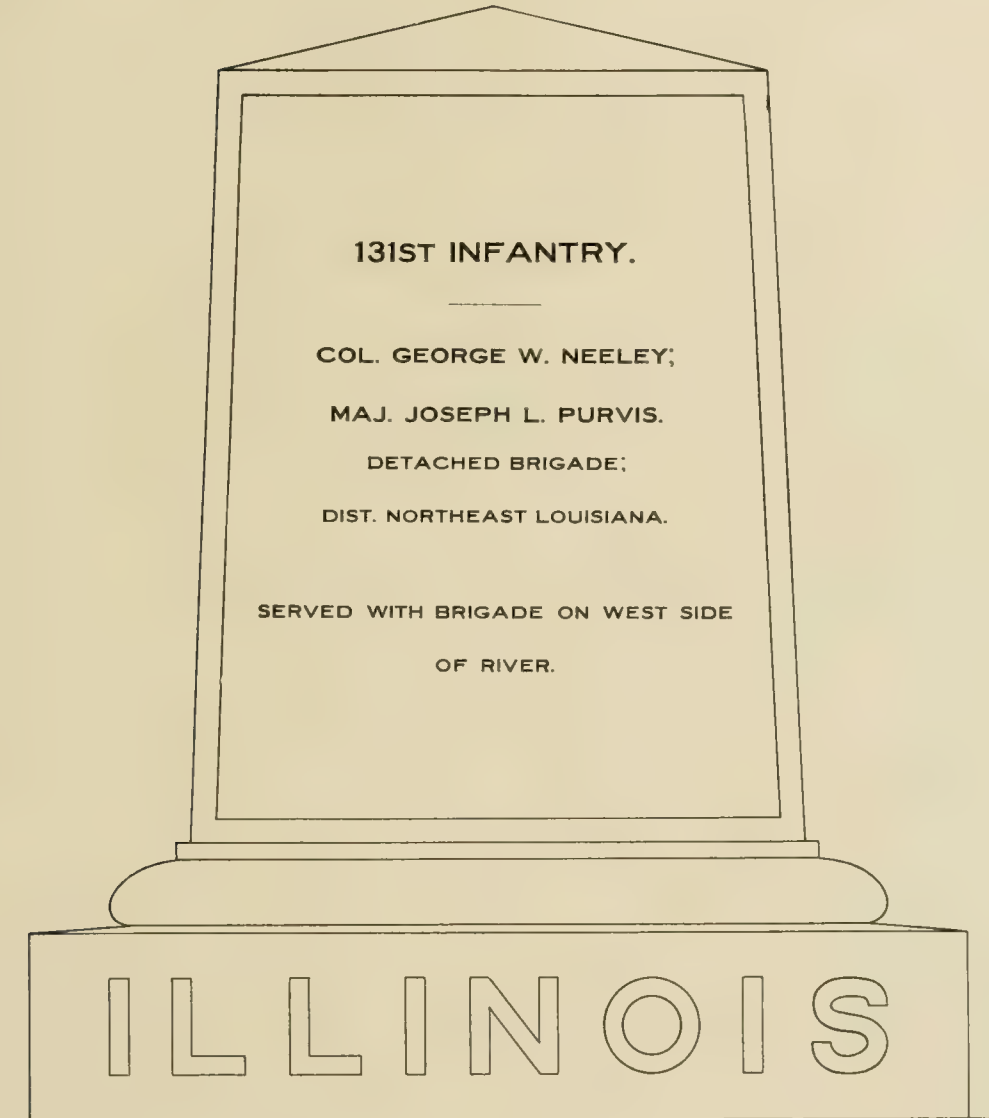 131ST INFANTRY.
COL. GEORGE W. NEELEY;
MAJ. JOSEPH L. PURVIS.
DETACHED BRIGADE;
DIST. NORTHEAST LOUISIANA.
SERVED WITH BRIGADE ON WEST SIDE
OF RIVER.
ILLINOIS